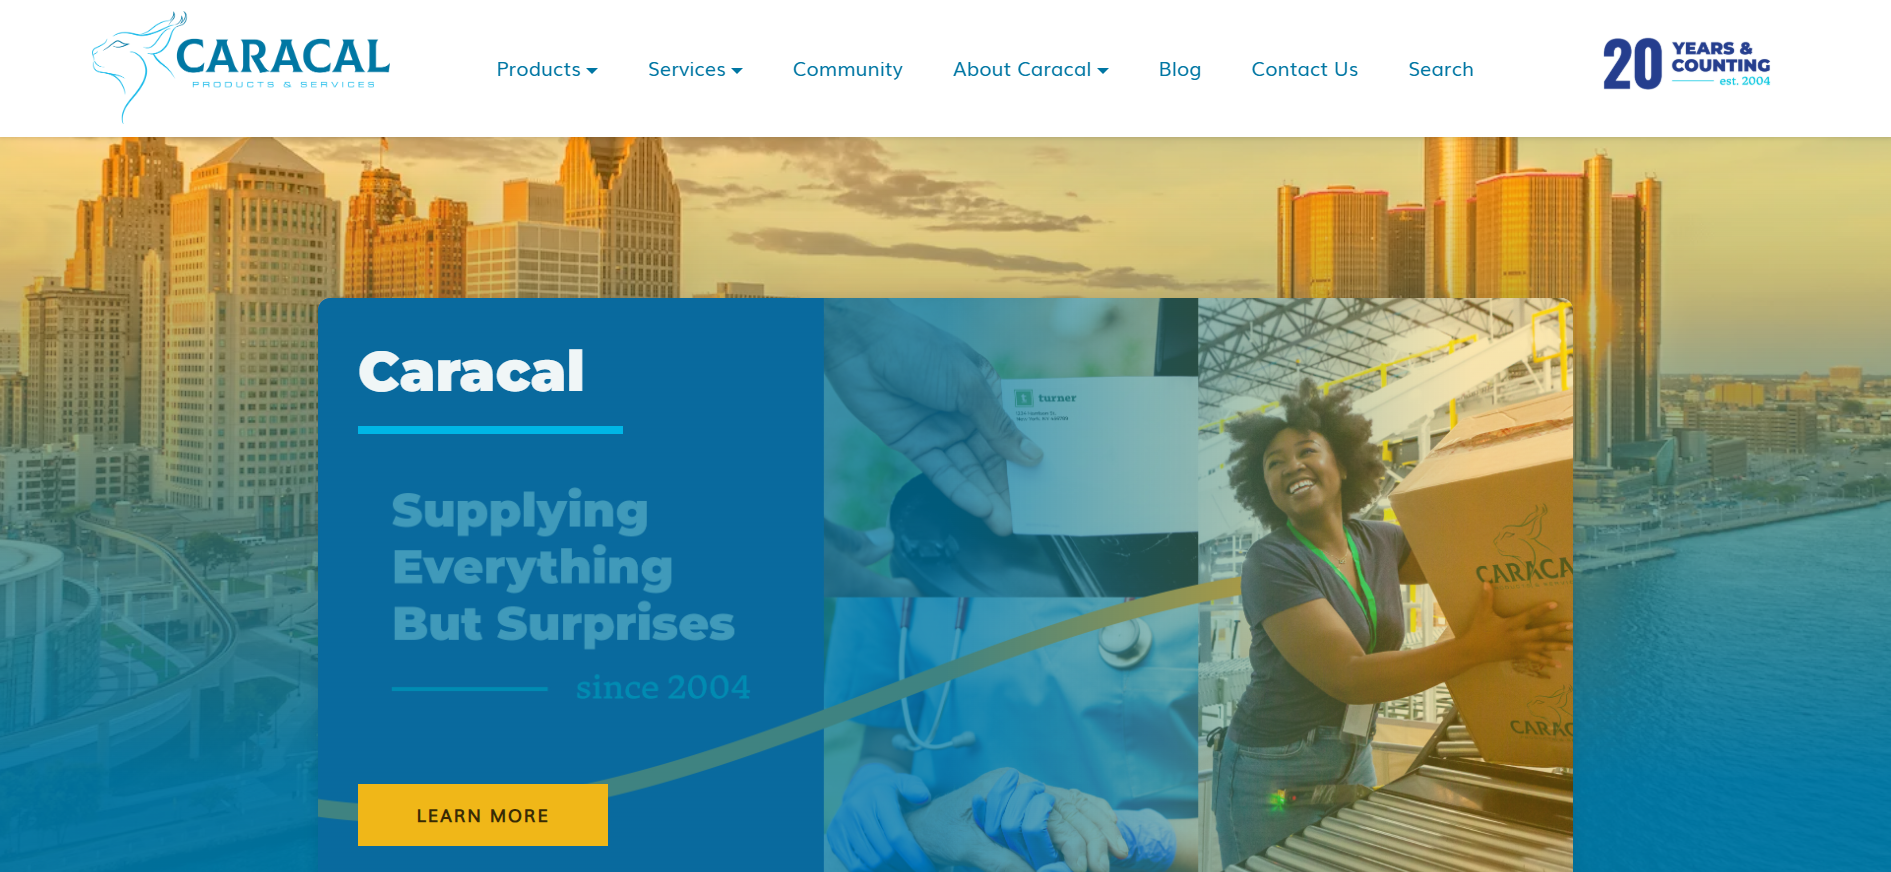 CARACAL
PRODUCTS & SERVICES
Products
Services
Community
About Caracal
Blog
Contact Us
Search
20 YEARS &
COUNTING
est. 2004
Caracal
Supplying
Everything
But Surprises
since 2004
LEARN MORE
t turner
CARACA
CARAC